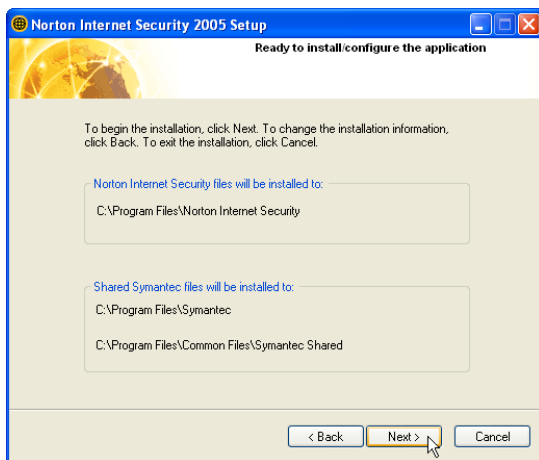 Norton Internet Security 2005 Setup
Ready to install/configure the application
To begin the installation, click Next. To change the installation information,
click Back. To exit the installation, click Cancel.
Norton Internet Security files will be installed to:
C:\Program Files\Norton Internet Security
Shared Symantec files will be installed to:
C:\Program Files\Symantec
C:\Program Files\Common Files\Symantec Shared
< Back Next > Cancel